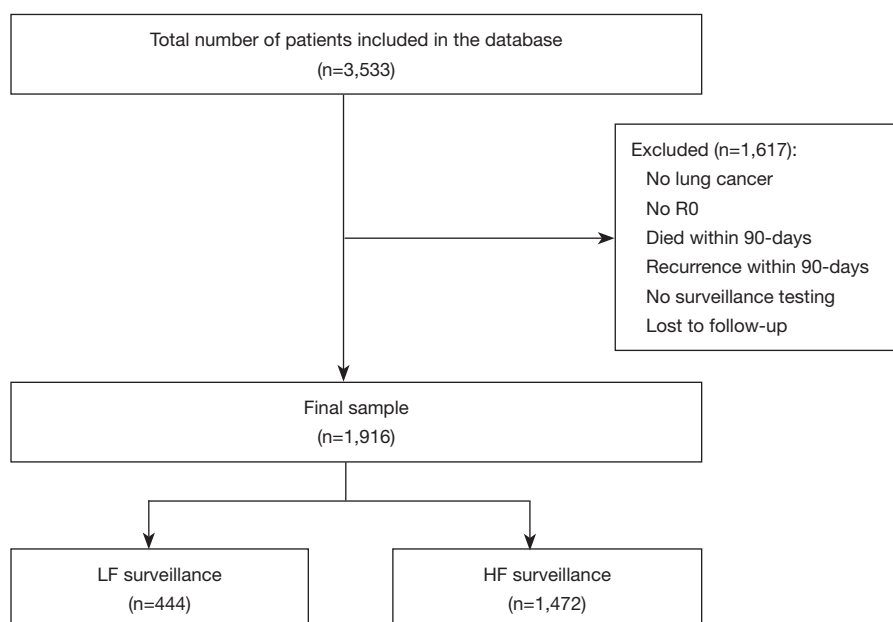 Total number of patients included in the database
(n=3,533)
Excluded (n=1,617):
No lung cancer
No R0
Died within 90-days
Recurrence within 90-days
No surveillance testing
Lost to follow-up
Final sample
(n=1,916)
LF surveillance
(n=444)
HF surveillance
(n=1,472)